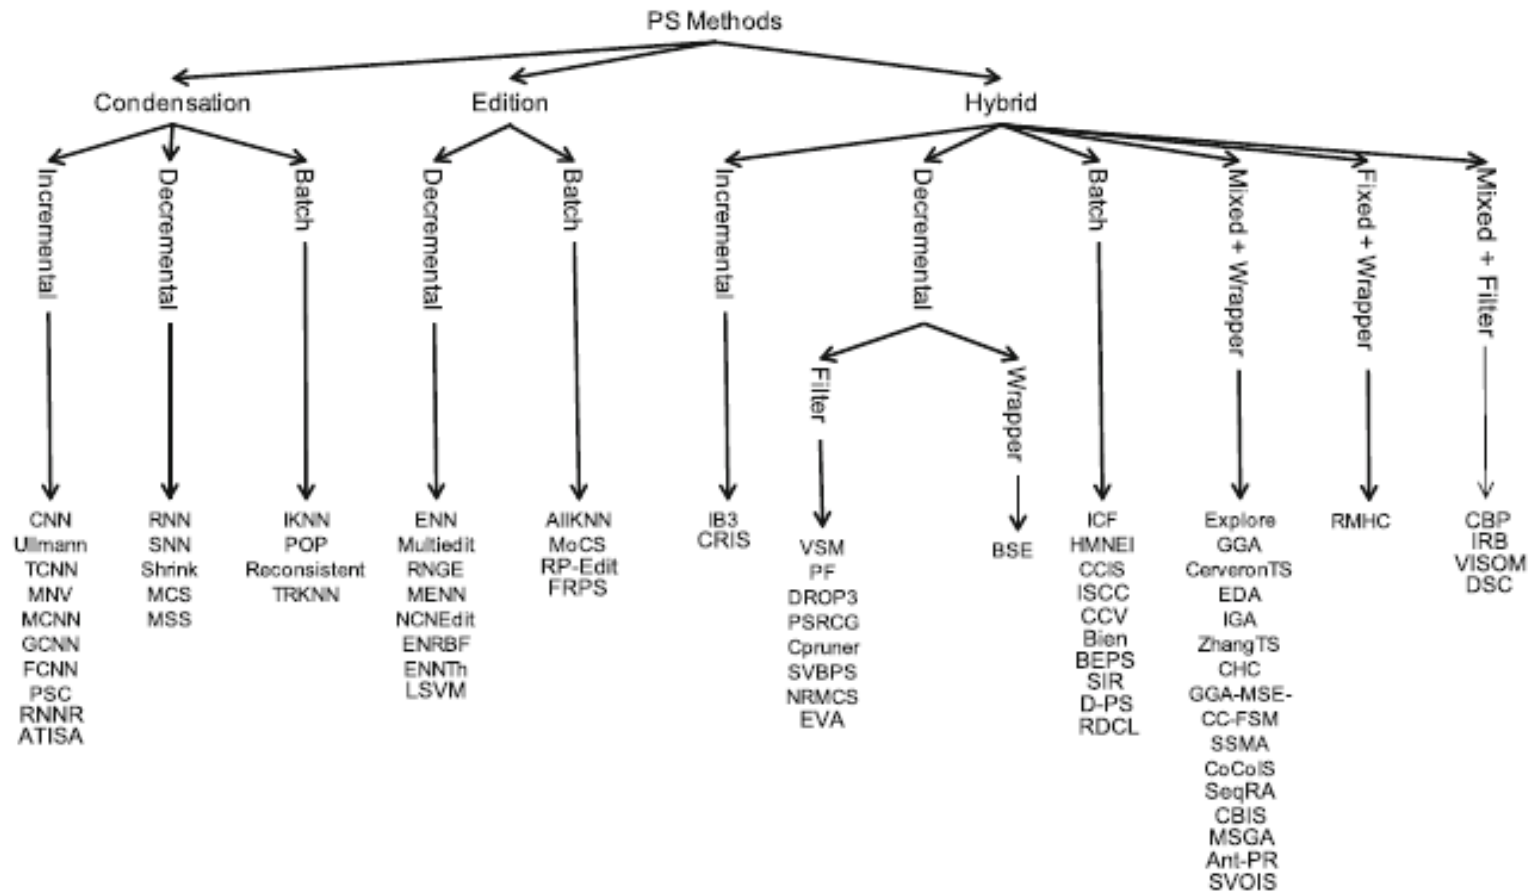 PS Methods
Condensation
Edition
Hybrid
Incremental
Decremental
Batch
Decremental
Batch
Incremental
Decremental
Batch
Mixed + Wrapper
Fixed + Wrapper
Mixed + Filter
Filter
Wrapper
CNN
Ullmann
TCNN
MNV
MCNN
GCNN
FCNN
PSC
RNNR
ATISA
RNN
SNN
Shrink
MCS
MSS
IKNN
POP
Reconsistent
TRKNN
ENN
Multiedit
RNGE
MENN
NCNEdit
ENRBF
ENNTh
LSVM
AllKNN
MoCS
RP-Edit
FRPS
IB3
CRIS
VSM
PF
DROP3
PSRCG
Cpruner
SVBPS
NRMCS
EVA
BSE
ICF
HMNEI
CCIS
ISCC
CCV
Bien
BEPS
SIR
D-PS
RDCL
Explore
GGA
CerveronTS
EDA
IGA
ZhangTS
CHC
GGA-MSE-
CC-FSM
SSMA
CoCoIS
SeqRA
CBIS
MSGA
Ant-PR
SVOIS
RMHC
CBP
IRB
VISOM
DSC